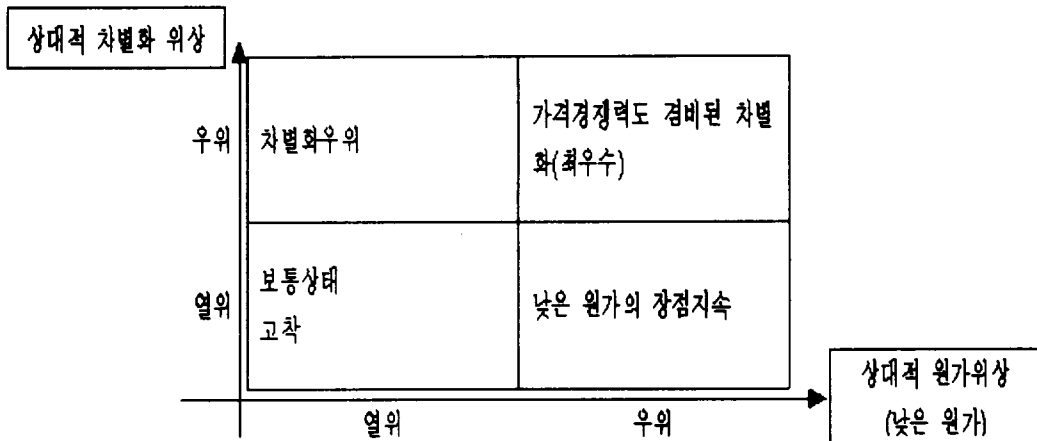 상대적 차별화 위상
우위
차별화우위
가격경쟁력도 겸비된 차별
화(최우수)
열위
보통상태
고착
낮은 원가의 장점지속
상대적 원가위상
(낮은 원가)
열위
우위